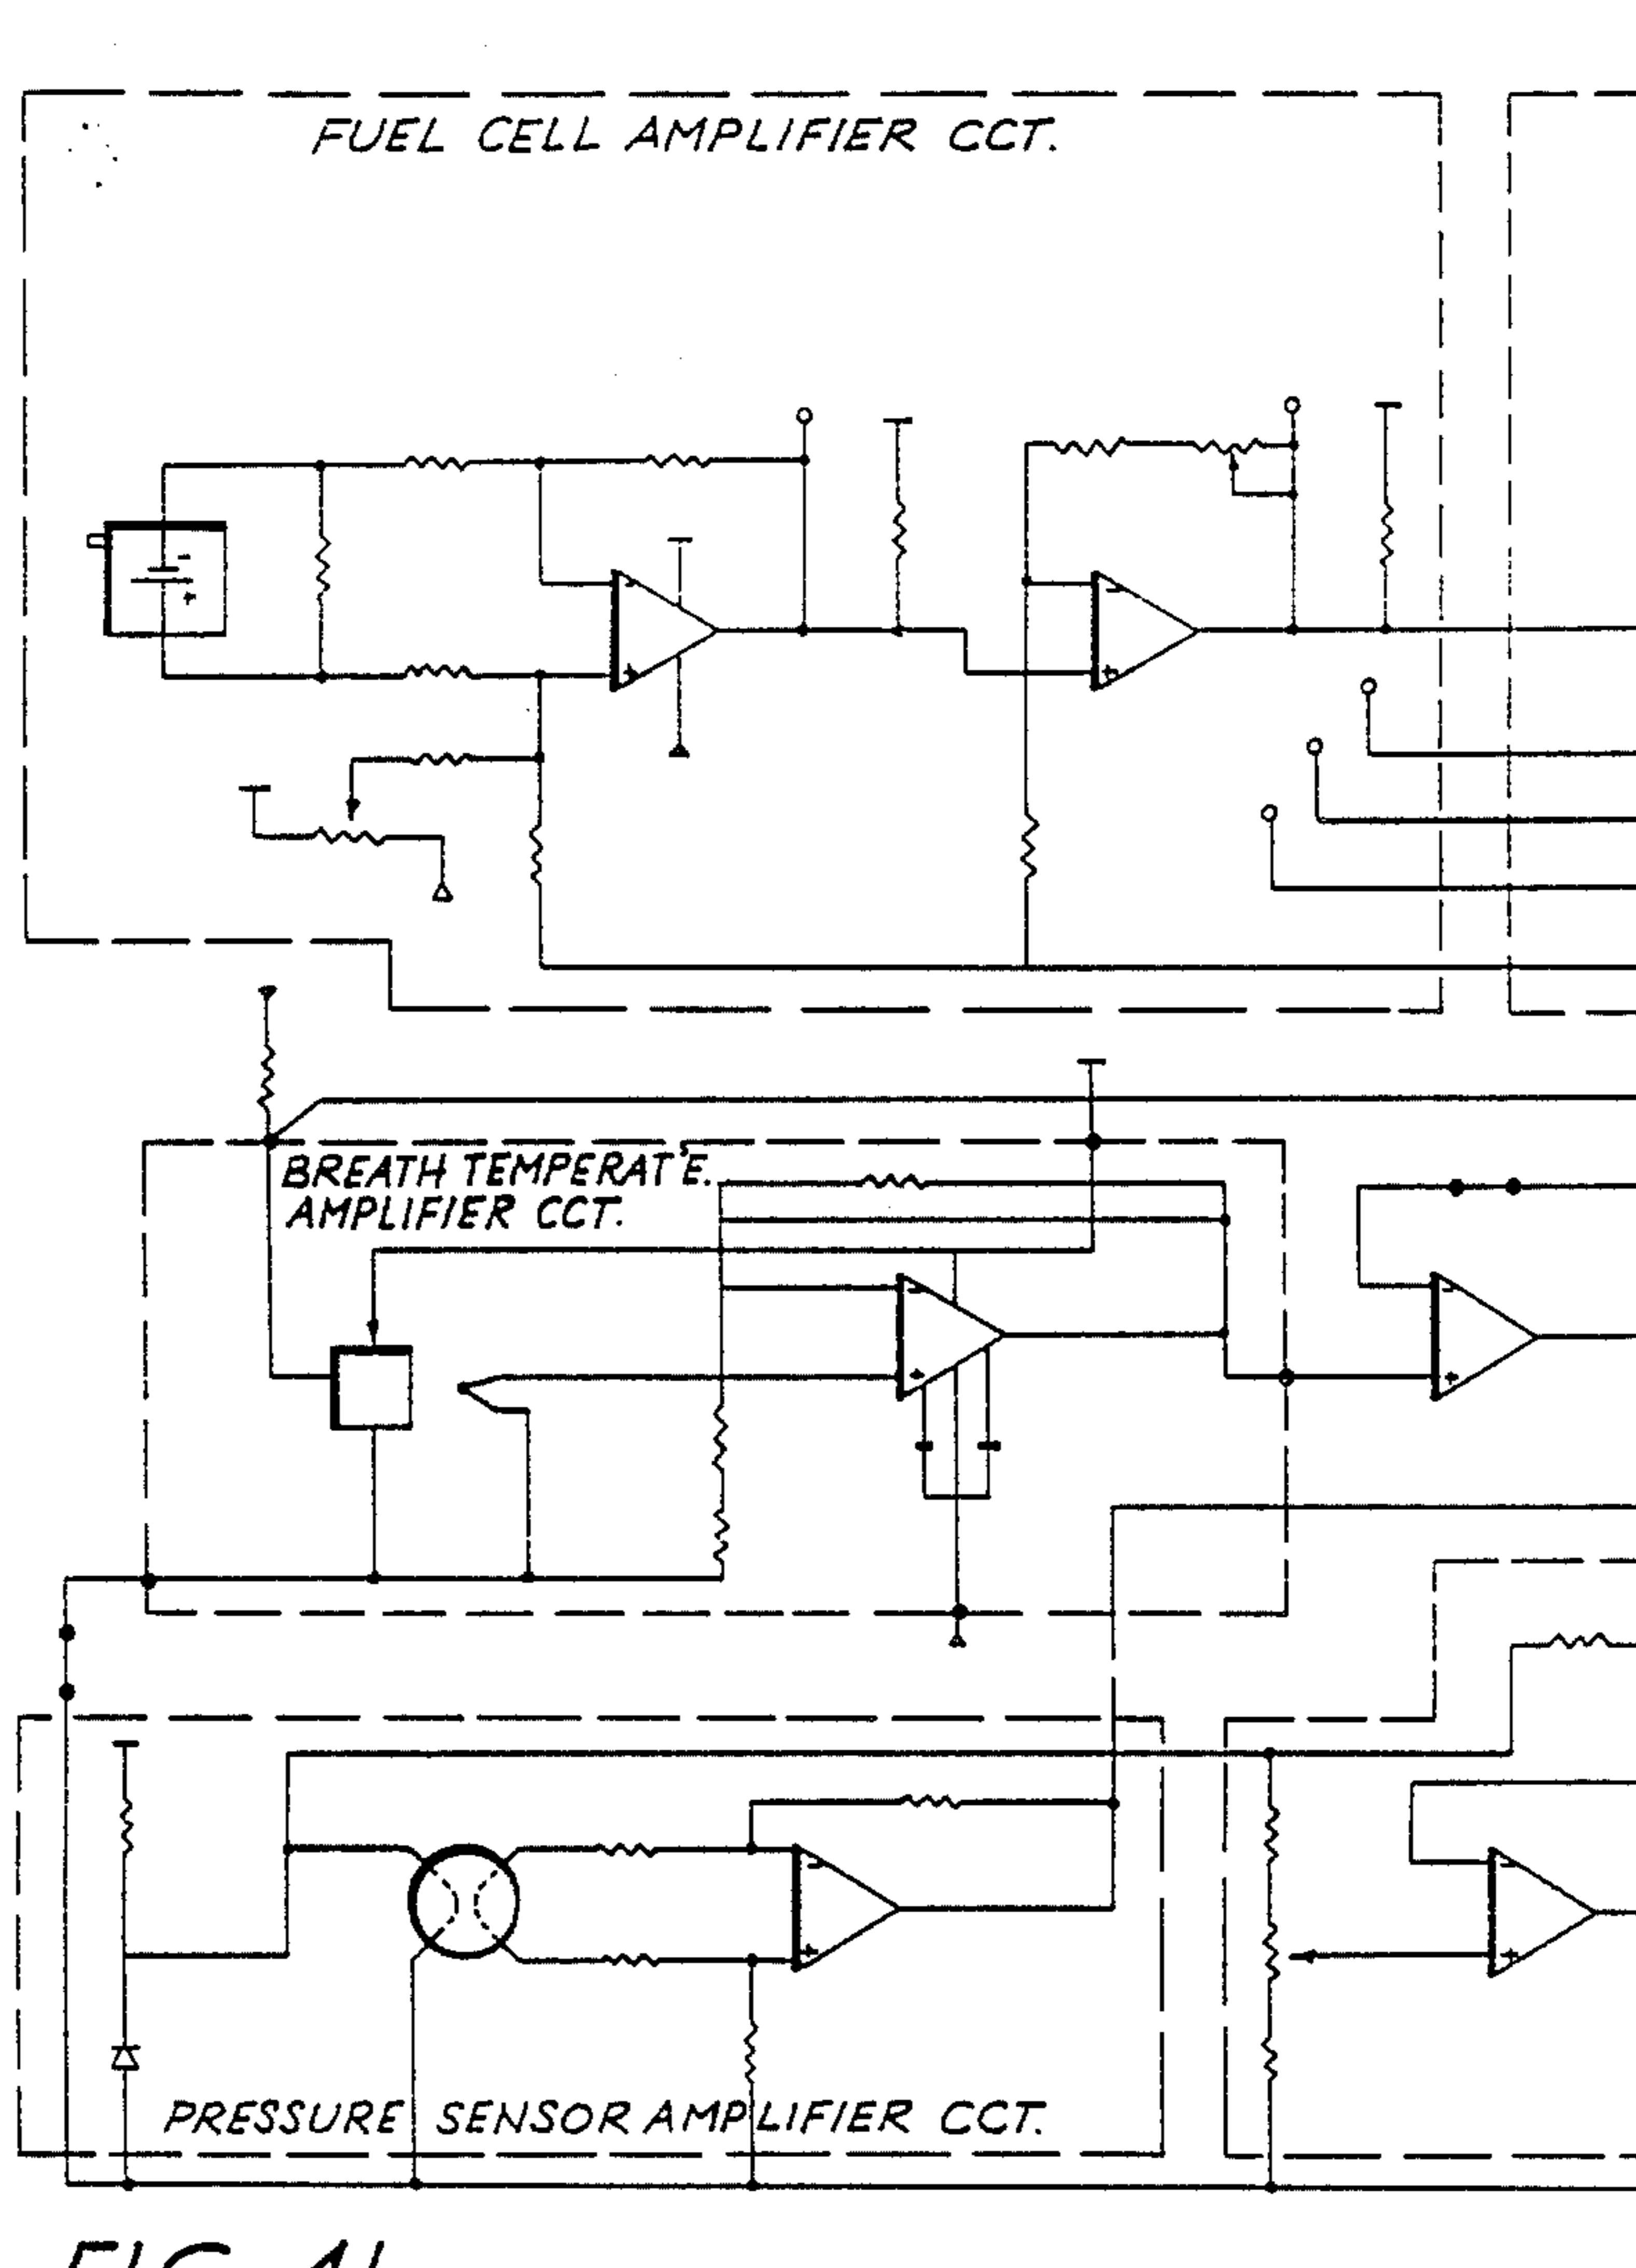 FUEL CELL AMPLIFIER CCT.
BREATH TEMPERAT'E.
AMPLIFIER CCT.
PRESSURE SENSOR AMPLIFIER CCT.